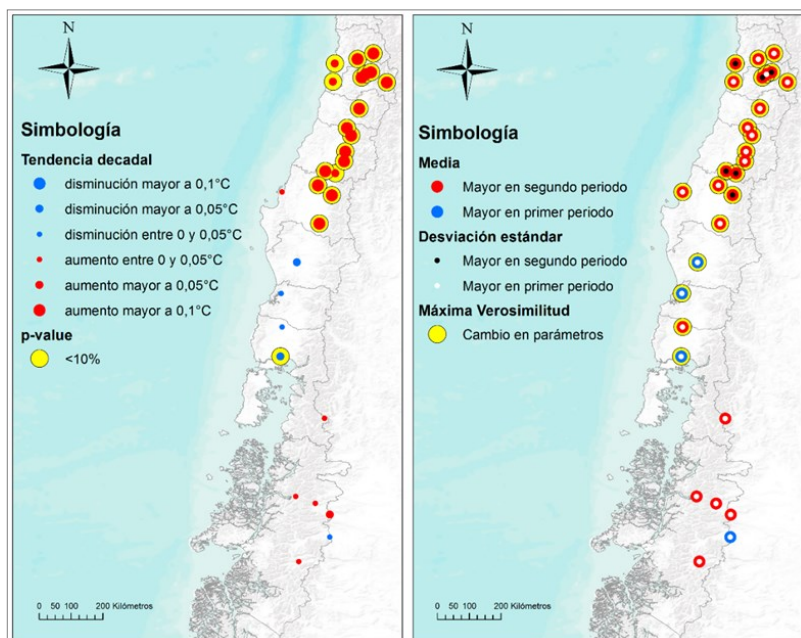 N
Simbología
Tendencia decadal
disminución mayor a 0,1°C
disminución mayor a 0,05°C
disminución entre 0 y 0,05°C
aumento entre 0 y 0,05°C
aumento mayor a 0,05°C
aumento mayor a 0,1°C
p-value
<10%
0 50 100 200 Kilómetros
N
Simbología
Media
Mayor en segundo periodo
Mayor en primer periodo
Desviación estándar
Mayor en segundo periodo
Mayor en primer periodo
Máxima Verosimilitud
Cambio en parámetros
0 50 100 200 Kilómetros